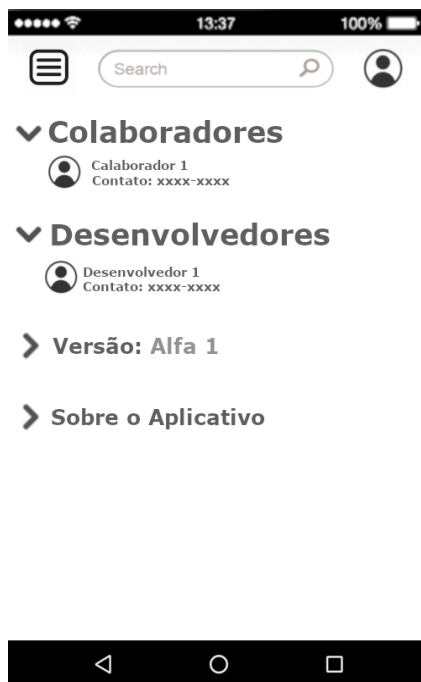 13:37
100%
Search
Colaboradores
Calaborador 1
Contato: xxxx-xxxx
Desenvolvedores
Desenvolvedor 1
Contato: xxxx-xxxx
Versão: Alfa 1
Sobre o Aplicativo